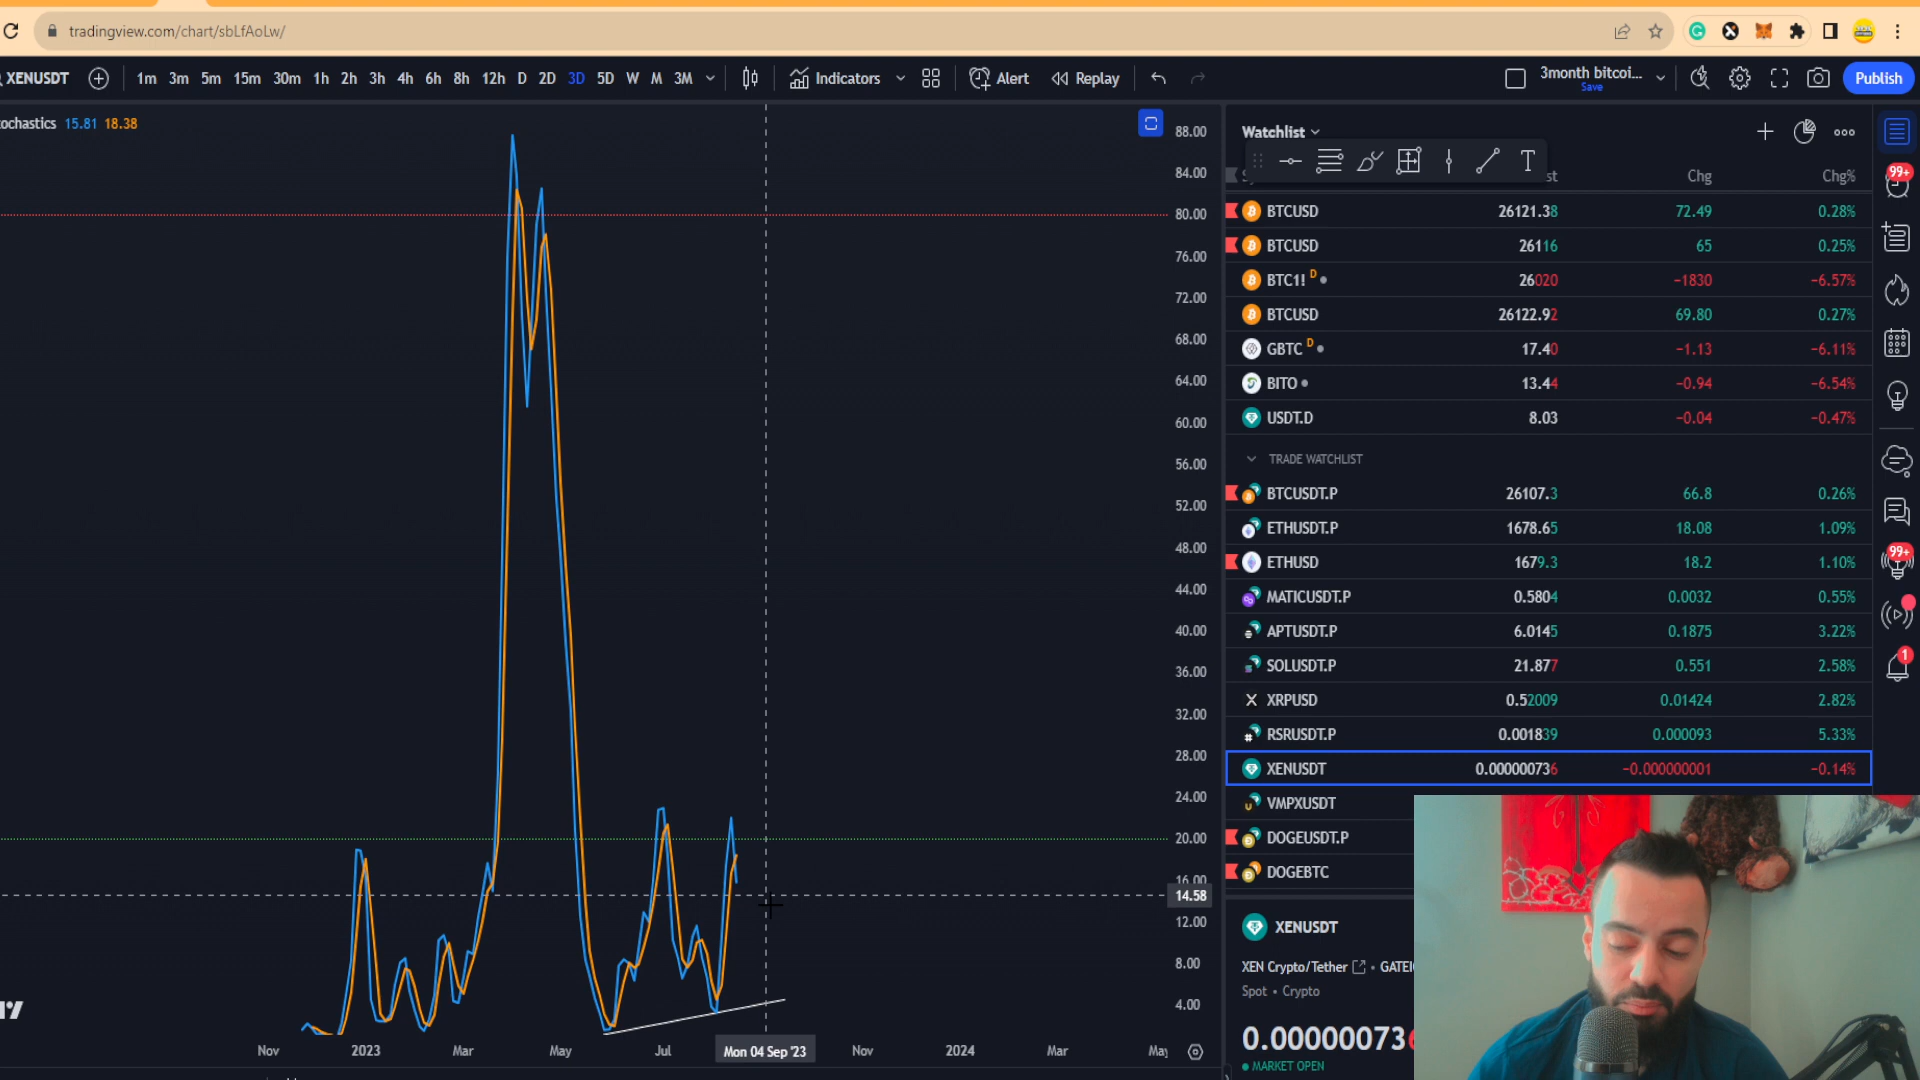 tradingview.com/chart/sbLfAoLw/
XENUSDT 1m 3m 5m 15m 30m 1h 2h 3h 4h 6h 8h 12h D 2D 3D 5D W M 3M Indicators Alert Replay 3month bitcoi... Save Publish
ochastics 15.81 18.38
88.00
84.00
80.00
76.00
72.00
68.00
64.00
60.00
56.00
52.00
48.00
44.00
40.00
36.00
32.00
28.00
24.00
20.00
16.00
14.58
12.00
8.00
4.00
Nov 2023 Mar May Jul Mon 04 Sep '23 Nov 2024 Mar May
Watchlist
T
st Chg Chg%
BTCUSD 26121.38 72.49 0.28%
BTCUSD 26116 65 0.25%
BTC1! D 26020 −1830 −6.57%
BTCUSD 26122.92 69.80 0.27%
GBTC D 17.40 −1.13 −6.11%
BITO 13.44 −0.94 −6.54%
USDT.D 8.03 −0.04 −0.47%
TRADE WATCHLIST
BTCUSDT.P 26107.3 66.8 0.26%
ETHUSDT.P 1678.65 18.08 1.09%
ETHUSD 1679.3 18.2 1.10%
MATICUSDT.P 0.5804 0.0032 0.55%
APTUSDT.P 6.0145 0.1875 3.22%
SOLUSDT.P 21.877 0.551 2.58%
XRPUSD 0.52009 0.01424 2.82%
RSRUSDT.P 0.001839 0.000093 5.33%
XENUSDT 0.000000736 −0.000000001 −0.14%
VMPXUSDT
DOGEUSDT.P
DOGEBTC
XENUSDT
XEN Crypto/Tether • GATEI
Spot • Crypto
0.000000736
MARKET OPEN
99+
99+
1